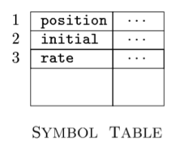 1 position ...
2 initial ...
3 rate ...
SYMBOL TABLE